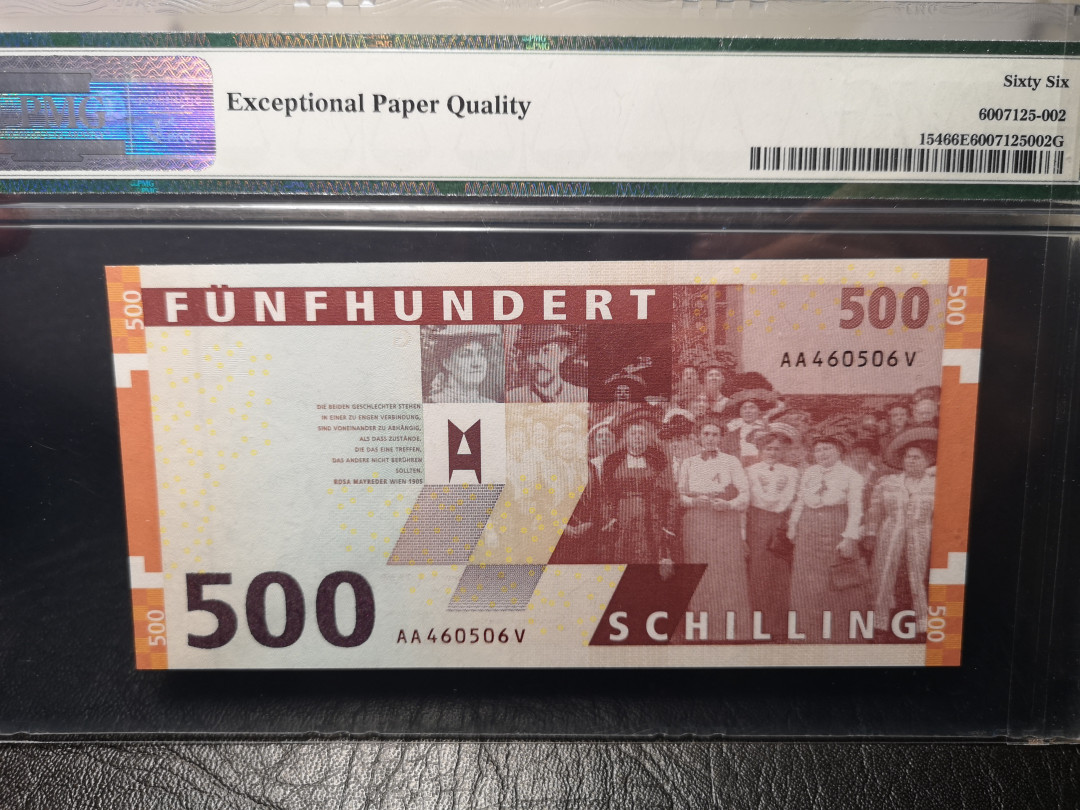 PMG
Exceptional Paper Quality
Sixty Six
6007125-002
15466E6007125002G
500
FÜNFHUNDERT
500
500
AA460506V
DIE BEIDEN GESCHLECHTER STEHEN
IN EINER ZU ENGEN VERBINDUNG,
SIND VONEINANDER ZU ABHÄNGIG,
ALS DASS ZUSTÄNDE,
DIE DAS EINE TREFFEN,
DAS ANDERE NICHT BERÜHREN
SOLLTEN.
ROSA MAYREDER WIEN 1905
500
500
AA460506V
SCHILLING
500